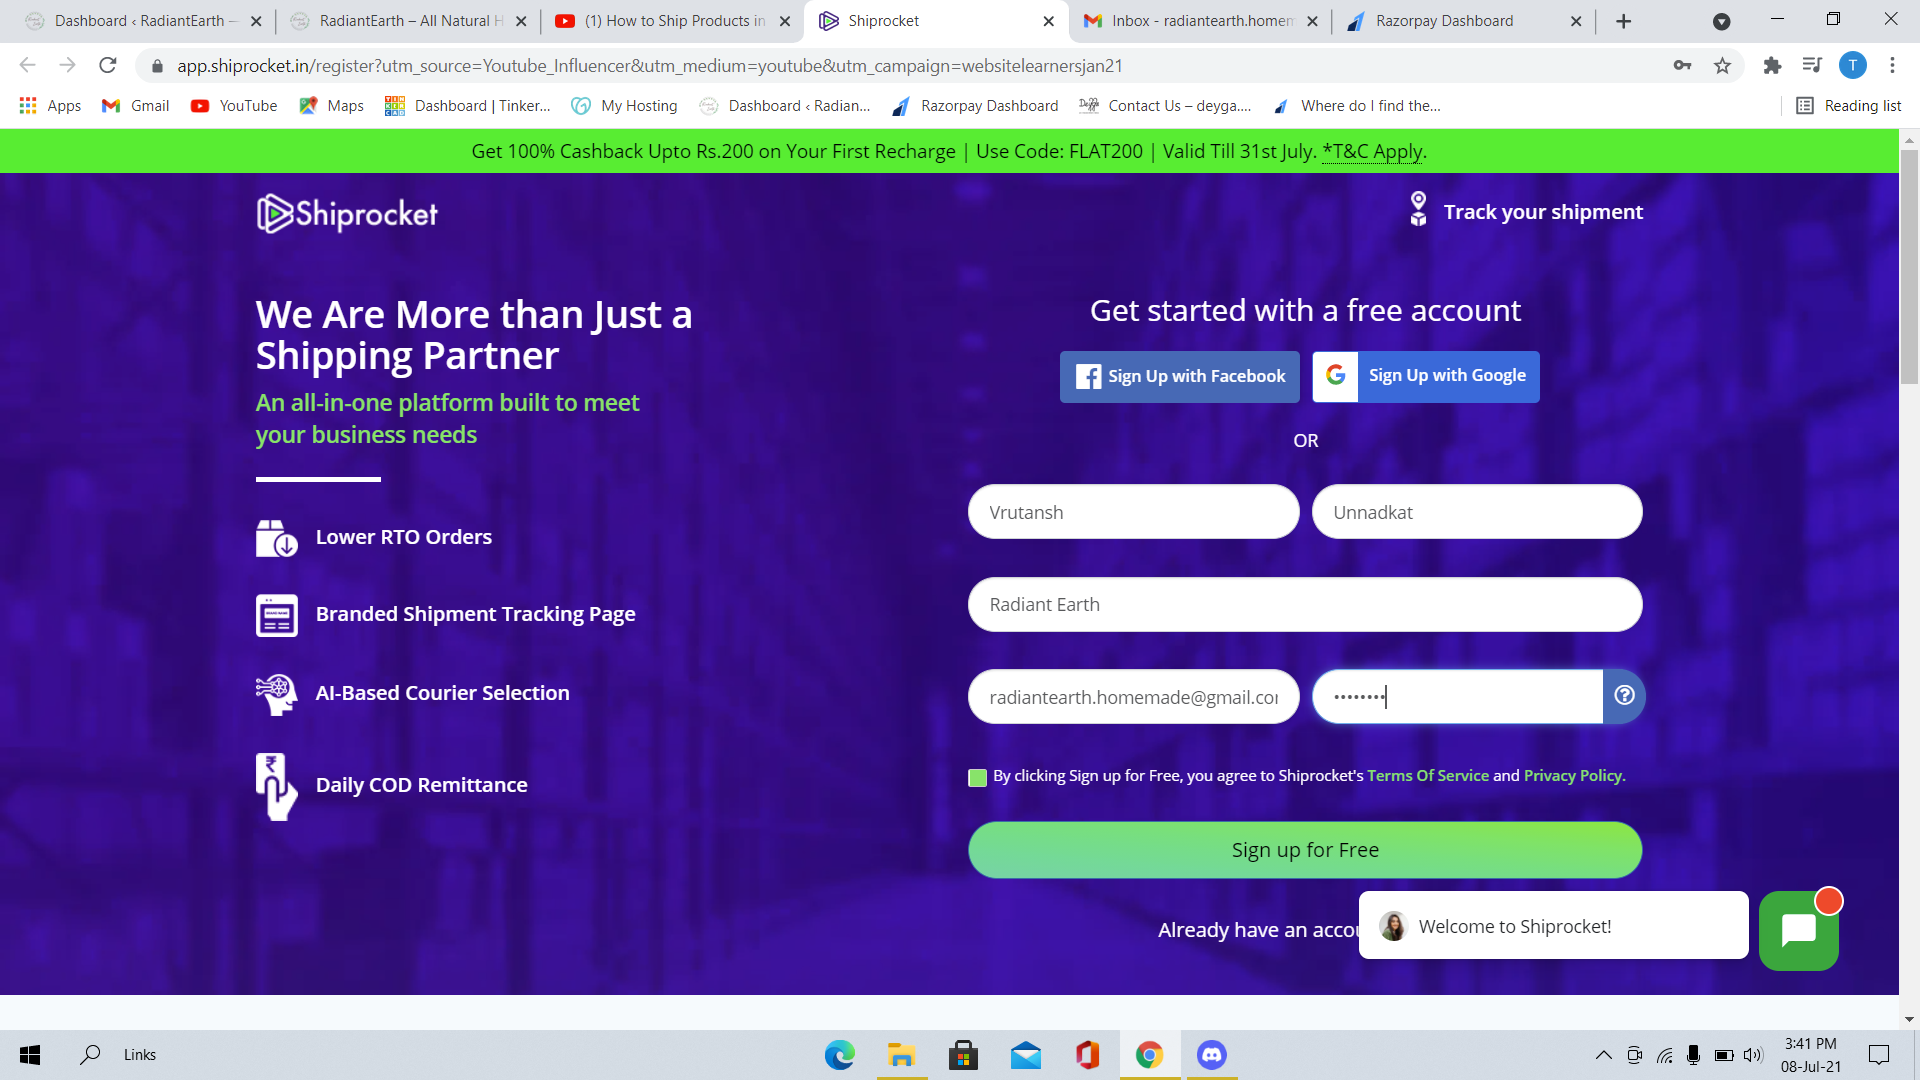 Dashboard ‹ RadiantEarth —
RadiantEarth – All Natural H
(1) How to Ship Products in
Shiprocket
Inbox - radiantearth.homem
Razorpay Dashboard
app.shiprocket.in/register?utm_source=Youtube_Influencer&utm_medium=youtube&utm_campaign=websitelearnersjan21
T
Apps
Gmail
YouTube
Maps
Dashboard | Tinker...
My Hosting
Dashboard ‹ Radian...
Razorpay Dashboard
Contact Us – deyga....
Where do I find the...
Reading list
Get 100% Cashback Upto Rs.200 on Your First Recharge | Use Code: FLAT200 | Valid Till 31st July. *T&C Apply.
Shiprocket
Track your shipment
We Are More than Just a
Shipping Partner
An all-in-one platform built to meet
your business needs
Lower RTO Orders
Branded Shipment Tracking Page
AI-Based Courier Selection
Daily COD Remittance
Get started with a free account
Sign Up with Facebook
Sign Up with Google
OR
Vrutansh
Unnadkat
Radiant Earth
radiantearth.homemade@gmail.com
••••••••
By clicking Sign up for Free, you agree to Shiprocket's Terms Of Service and Privacy Policy.
Sign up for Free
Already have an accou
Welcome to Shiprocket!
Links
3:41 PM
08-Jul-21